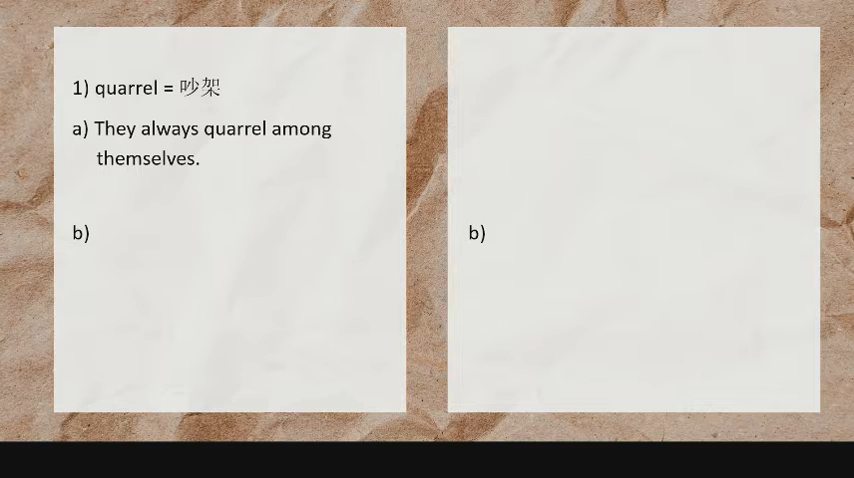 1) quarrel = 吵架
a) They always quarrel among
themselves.
b)
b)